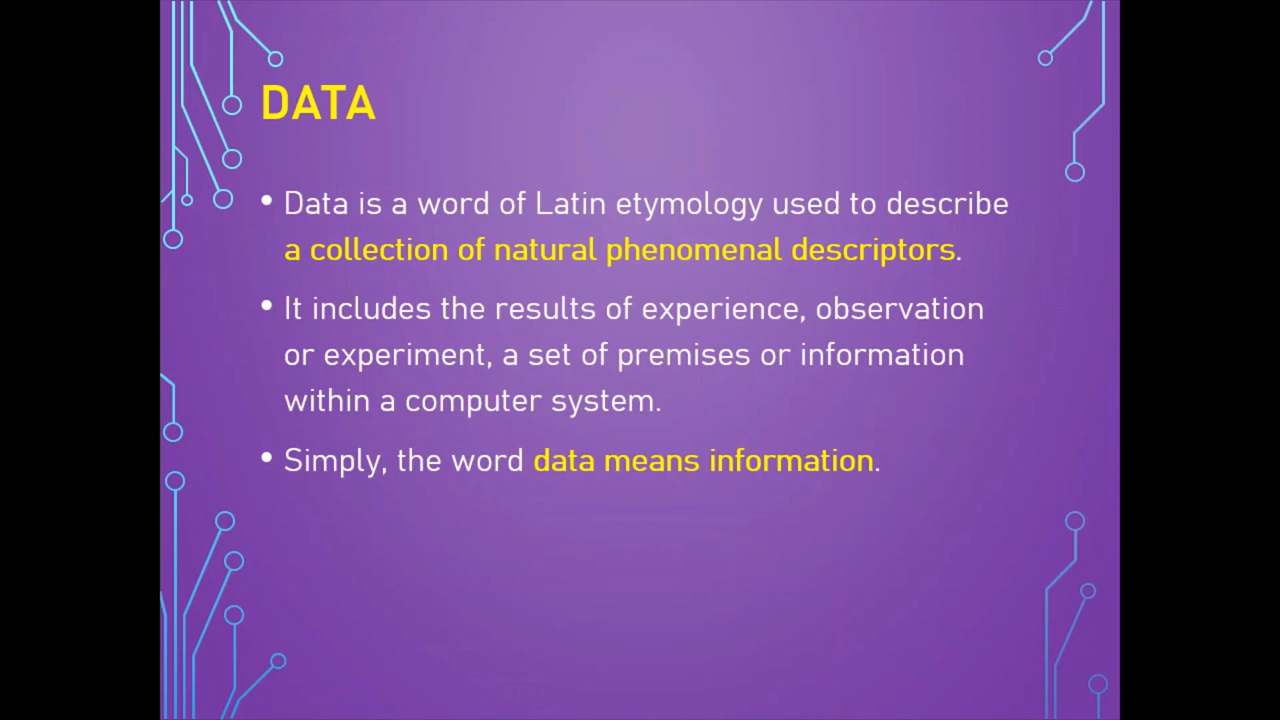 DATA
• Data is a word of Latin etymology used to describe
a collection of natural phenomenal descriptors.
• It includes the results of experience, observation
or experiment, a set of premises or information
within a computer system.
• Simply, the word data means information.